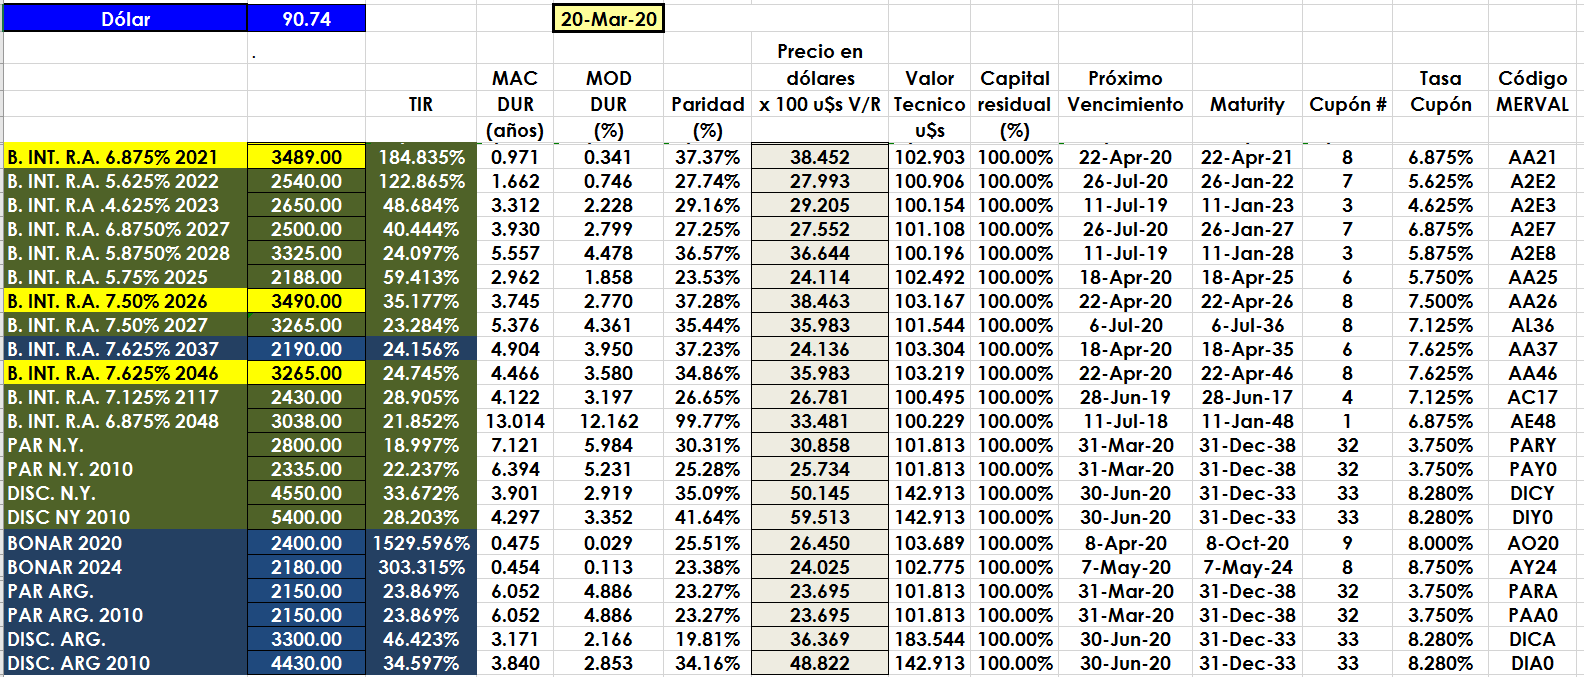 Dólar 90.74 20-Mar-20
. Precio en
MAC MOD dólares Valor Capital Próximo Tasa Código
TIR DUR DUR Paridad x 100 u$s V/R Tecnico residual Vencimiento Maturity Cupón # Cupón MERVAL
(años) (%) (%) u$s (%)
B. INT. R.A. 6.875% 2021 3489.00 184.835% 0.971 0.341 37.37% 38.452 102.903 100.00% 22-Apr-20 22-Apr-21 8 6.875% AA21
B. INT. R.A. 5.625% 2022 2540.00 122.865% 1.662 0.746 27.74% 27.993 100.906 100.00% 26-Jul-20 26-Jan-22 7 5.625% A2E2
B. INT. R.A .4.625% 2023 2650.00 48.684% 3.312 2.228 29.16% 29.205 100.154 100.00% 11-Jul-19 11-Jan-23 3 4.625% A2E3
B. INT. R.A. 6.8750% 2027 2500.00 40.444% 3.930 2.799 27.25% 27.552 101.108 100.00% 26-Jul-20 26-Jan-27 7 6.875% A2E7
B. INT. R.A. 5.8750% 2028 3325.00 24.097% 5.557 4.478 36.57% 36.644 100.196 100.00% 11-Jul-19 11-Jan-28 3 5.875% A2E8
B. INT. R.A. 5.75% 2025 2188.00 59.413% 2.962 1.858 23.53% 24.114 102.492 100.00% 18-Apr-20 18-Apr-25 6 5.750% AA25
B. INT. R.A. 7.50% 2026 3490.00 35.177% 3.745 2.770 37.28% 38.463 103.167 100.00% 22-Apr-20 22-Apr-26 8 7.500% AA26
B. INT. R.A. 7.50% 2027 3265.00 23.284% 5.376 4.361 35.44% 35.983 101.544 100.00% 6-Jul-20 6-Jul-36 8 7.125% AL36
B. INT. R.A. 7.625% 2037 2190.00 24.156% 4.904 3.950 37.23% 24.136 103.304 100.00% 18-Apr-20 18-Apr-35 6 7.625% AA37
B. INT. R.A. 7.625% 2046 3265.00 24.745% 4.466 3.580 34.86% 35.983 103.219 100.00% 22-Apr-20 22-Apr-46 8 7.625% AA46
B. INT. R.A. 7.125% 2117 2430.00 28.905% 4.122 3.197 26.65% 26.781 100.495 100.00% 28-Jun-19 28-Jun-17 4 7.125% AC17
B. INT. R.A. 6.875% 2048 3038.00 21.852% 13.014 12.162 99.77% 33.481 100.229 100.00% 11-Jul-18 11-Jan-48 1 6.875% AE48
PAR N.Y. 2800.00 18.997% 7.121 5.984 30.31% 30.858 101.813 100.00% 31-Mar-20 31-Dec-38 32 3.750% PARY
PAR N.Y. 2010 2335.00 22.237% 6.394 5.231 25.28% 25.734 101.813 100.00% 31-Mar-20 31-Dec-38 32 3.750% PAY0
DISC. N.Y. 4550.00 33.672% 3.901 2.919 35.09% 50.145 142.913 100.00% 30-Jun-20 31-Dec-33 33 8.280% DICY
DISC NY 2010 5400.00 28.203% 4.297 3.352 41.64% 59.513 142.913 100.00% 30-Jun-20 31-Dec-33 33 8.280% DIY0
BONAR 2020 2400.00 1529.596% 0.475 0.029 25.51% 26.450 103.689 100.00% 8-Apr-20 8-Oct-20 9 8.000% AO20
BONAR 2024 2180.00 303.315% 0.454 0.113 23.38% 24.025 102.775 100.00% 7-May-20 7-May-24 8 8.750% AY24
PAR ARG. 2150.00 23.869% 6.052 4.886 23.27% 23.695 101.813 100.00% 31-Mar-20 31-Dec-38 32 3.750% PARA
PAR ARG. 2010 2150.00 23.869% 6.052 4.886 23.27% 23.695 101.813 100.00% 31-Mar-20 31-Dec-38 32 3.750% PAA0
DISC. ARG. 3300.00 46.423% 3.171 2.166 19.81% 36.369 183.544 100.00% 30-Jun-20 31-Dec-33 33 8.280% DICA
DISC. ARG 2010 4430.00 34.597% 3.840 2.853 34.16% 48.822 142.913 100.00% 30-Jun-20 31-Dec-33 33 8.280% DIA0